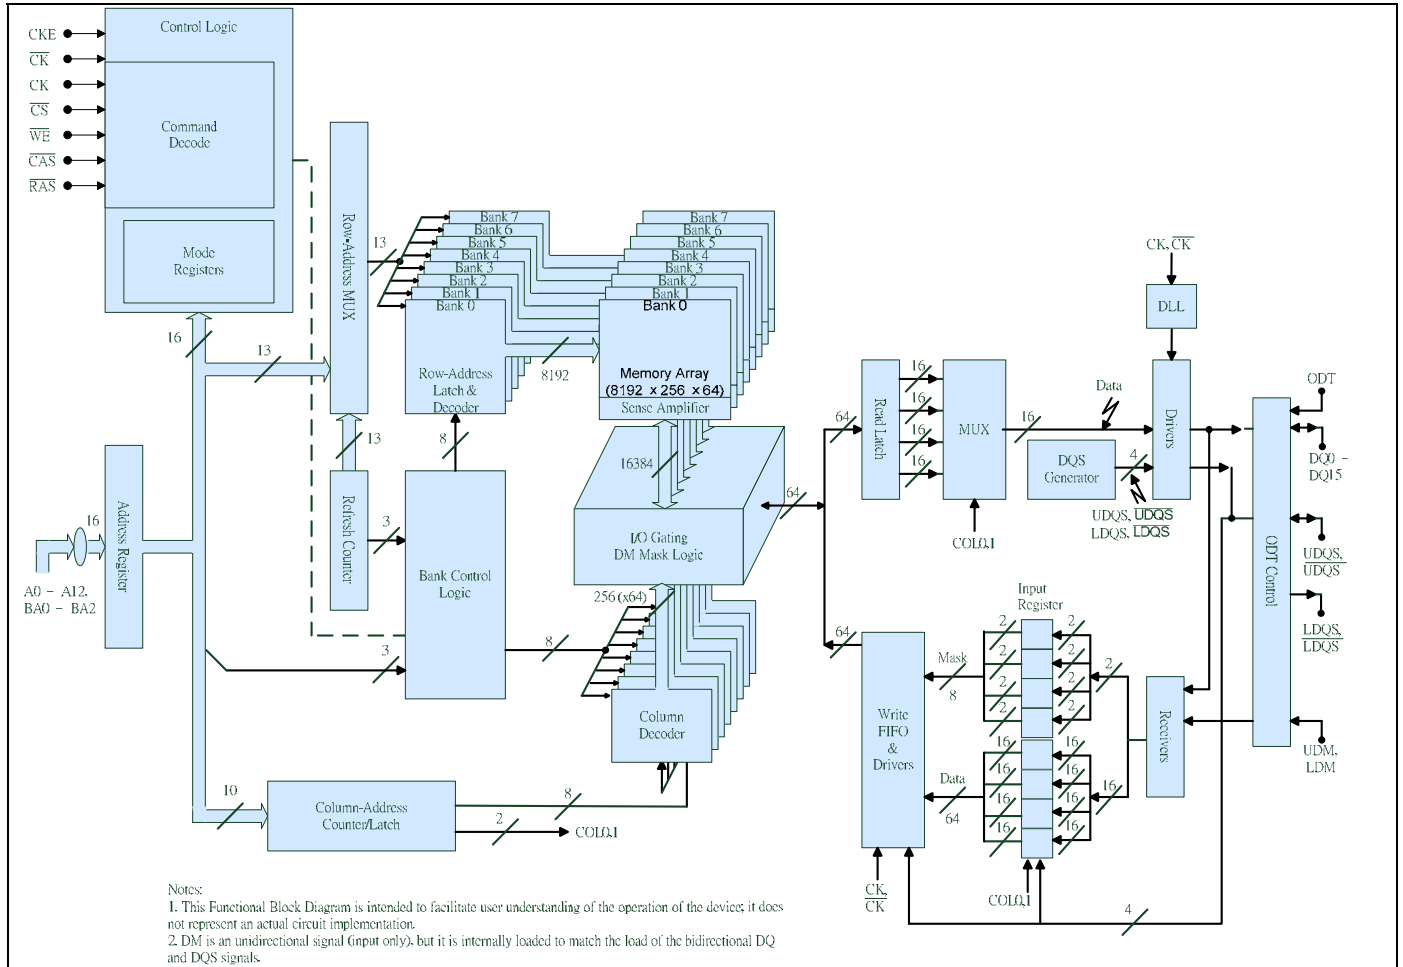 Control Logic
CKE
CK
CK
CS
WE
CAS
RAS
Command
Decode
Mode
Registers
16
13
Row-Address MUX
13
13
Refresh Counter
Bank 7
Bank 6
Bank 5
Bank 4
Bank 3
Bank 2
Bank 1
Bank 0
Row-Address
Latch &
Decoder
8
8192
Bank 7
Bank 6
Bank 5
Bank 4
Bank 3
Bank 2
Bank 1
Bank 0
Memory Array
(8192 x 256 x 64)
Sense Amplifier
16384
I/O Gating
DM Mask Logic
256 (x64)
Column
Decoder
16
A0 - A12,
BA0 - BA2
Address Register
3
Bank Control
Logic
3
8
10
Column-Address
Counter/Latch
8
2
COL0,1
64
64
64
Read Latch
16
16
16
16
MUX
COL0,1
16
Data
DQS
Generator
4
UDQS, UDQS
LDQS, LDQS
CK, CK
DLL
Drivers
ODT Control
ODT
DQ0 -
DQ15
UDQS,
UDQS
LDQS,
LDQS
UDM,
LDM
Input
Register
2
2
2
2
2
2
2
2
2
Mask
8
Write
FIFO
&
Drivers
Data
64
16
16
16
16
16
16
16
16
16
Receivers
CK,
CK
COL0,1
4
Notes:
1. This Functional Block Diagram is intended to facilitate user understanding of the operation of the device; it does
not represent an actual circuit implementation.
2. DM is an unidirectional signal (input only), but it is internally loaded to match the load of the bidirectional DQ
and DQS signals.